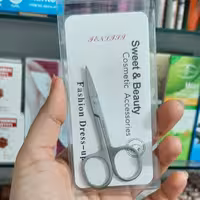 Sweet & Beauty
Cosmetic Accessories
Fashion Dress-up